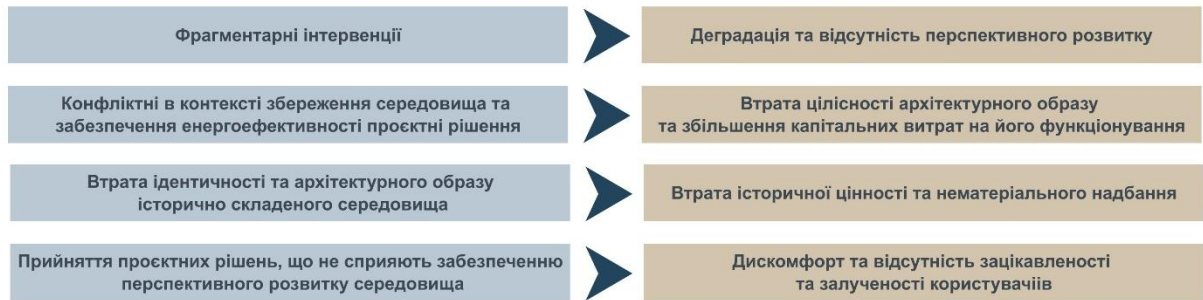 Фрагментарні інтервенції
Деградація та відсутність перспективного розвитку
Конфліктні в контексті збереження середовища та
забезпечення енергоефективності проєктні рішення
Втрата цілісності архітектурного образу
та збільшення капітальних витрат на його функціонування
Втрата ідентичності та архітектурного образу
історично складеного середовища
Втрата історичної цінності та нематеріального надбання
Прийняття проєктних рішень, що не сприяють забезпеченню
перспективного розвитку середовища
Дискомфорт та відсутність зацікавленості
та залученості користувачіів